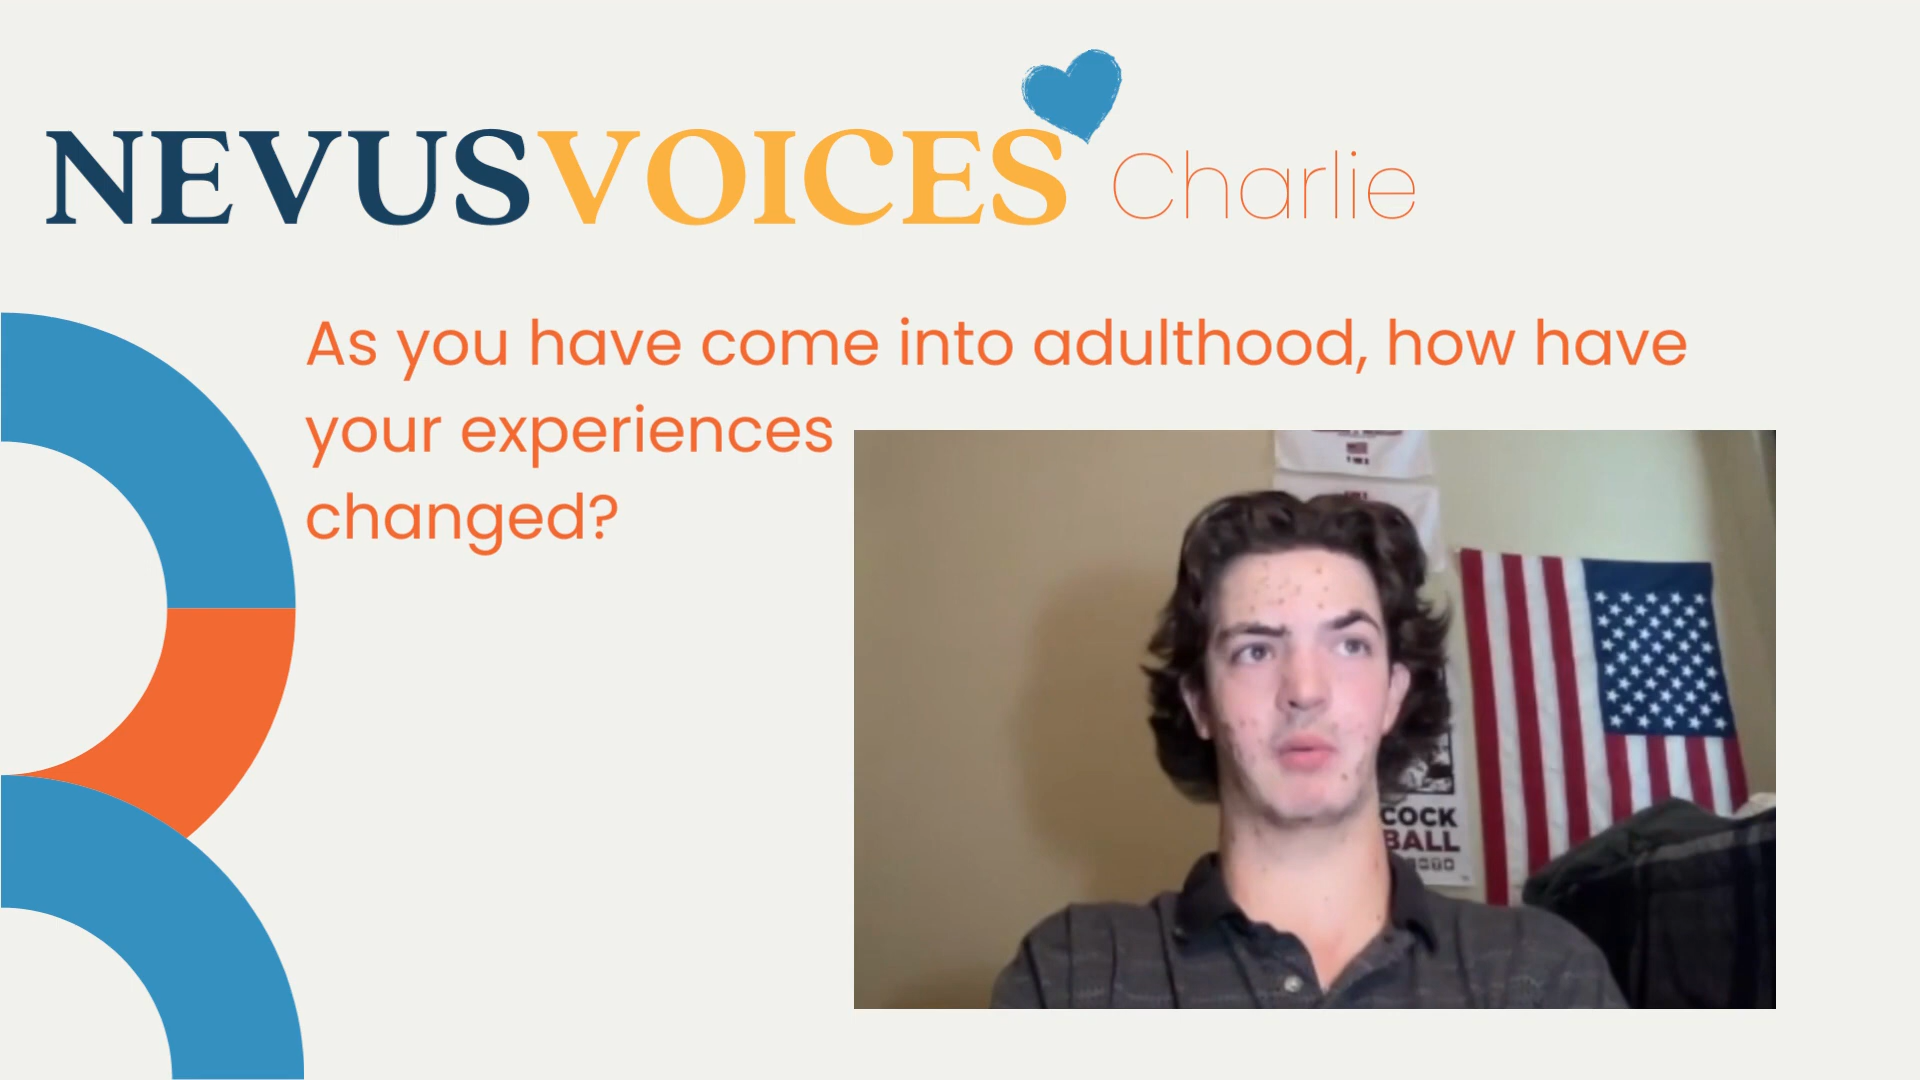 NEVUSVOICES Charlie
As you have come into adulthood, how have
your experiences
changed?
COCK
BALL